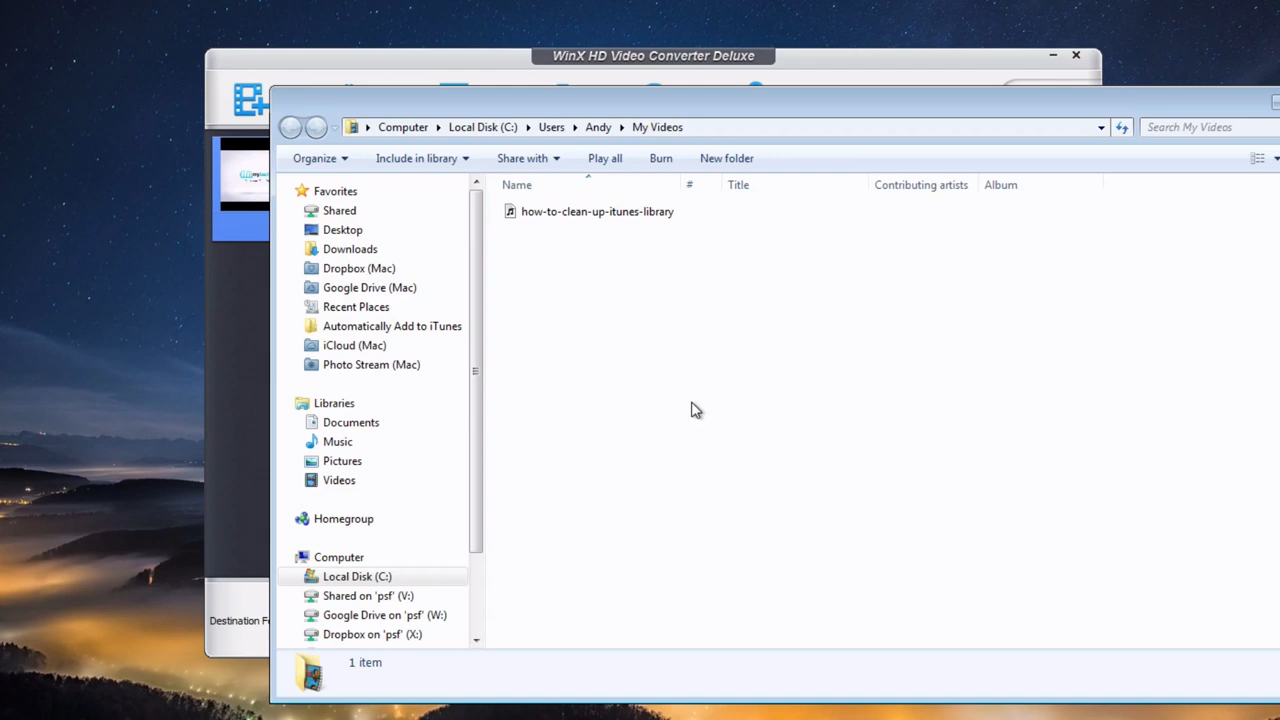 WinX HD Video Converter Deluxe
Computer Local Disk (C:) Users Andy My Videos
Search My Videos
Organize Include in library Share with Play all Burn New folder
Name # Title Contributing artists Album
how-to-clean-up-itunes-library
Favorites
Shared
Desktop
Downloads
Dropbox (Mac)
Google Drive (Mac)
Recent Places
Automatically Add to iTunes
iCloud (Mac)
Photo Stream (Mac)
Libraries
Documents
Music
Pictures
Videos
Homegroup
Computer
Local Disk (C:)
Shared on 'psf' (V:)
Google Drive on 'psf' (W:)
Dropbox on 'psf' (X:)
Destination
1 item